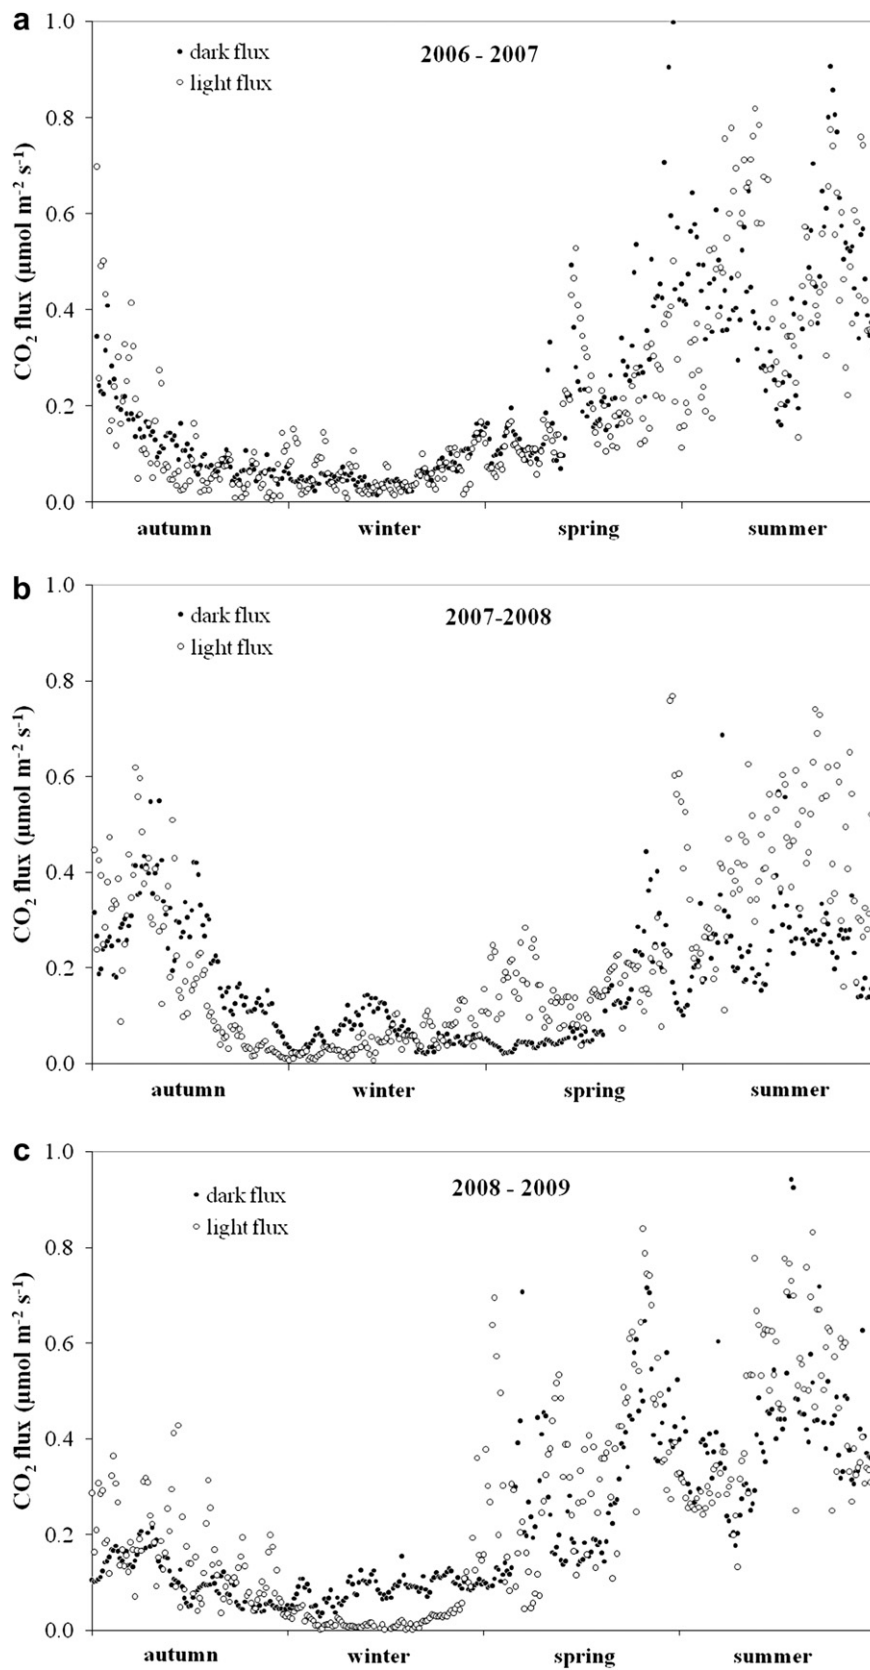 a
1.0
• dark flux
○ light flux
2006 - 2007
0.8
0.6
0.4
0.2
0.0
CO₂ flux (μmol m⁻² s⁻¹)
autumn winter spring summer
b
1.0
• dark flux
○ light flux
2007-2008
0.8
0.6
0.4
0.2
0.0
CO₂ flux (μmol m⁻² s⁻¹)
autumn winter spring summer
c
1.0
• dark flux
○ light flux
2008 - 2009
0.8
0.6
0.4
0.2
0.0
CO₂ flux (μmol m⁻² s⁻¹)
autumn winter spring summer